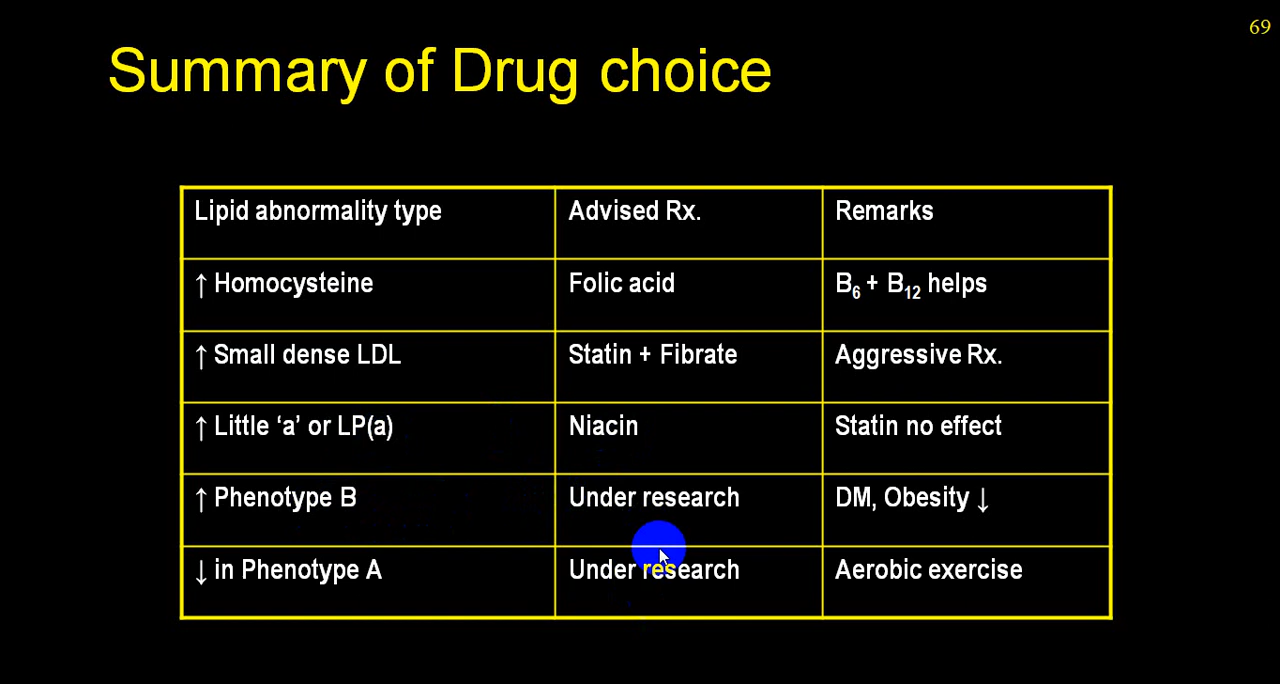 69
Summary of Drug choice
Lipid abnormality type Advised Rx. Remarks
↑ Homocysteine Folic acid B₆ + B₁₂ helps
↑ Small dense LDL Statin + Fibrate Aggressive Rx.
↑ Little ‘a’ or LP(a) Niacin Statin no effect
↑ Phenotype B Under research DM, Obesity ↓
↓ in Phenotype A Under research Aerobic exercise